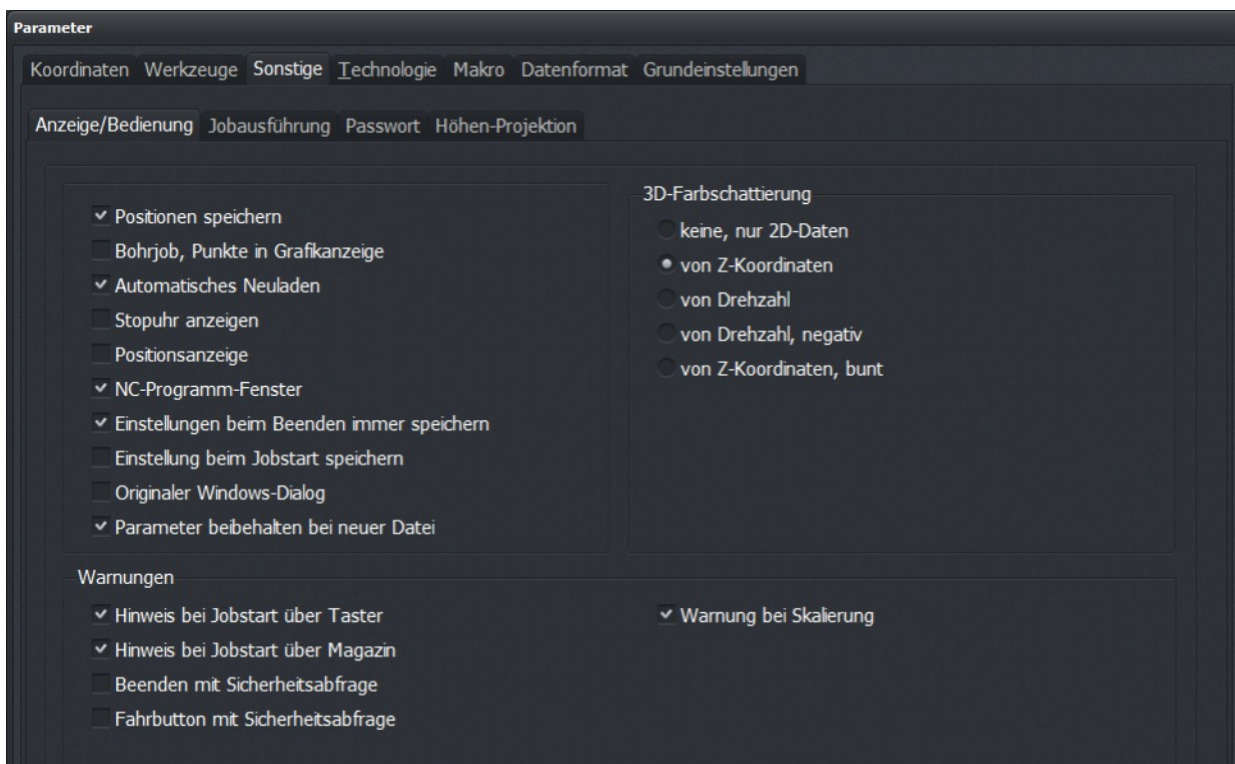 Parameter
Koordinaten Werkzeuge Sonstige Technologie Makro Datenformat Grundeinstellungen
Anzeige/Bedienung Jobausführung Passwort Höhen-Projektion
Positionen speichern
Bohrjob, Punkte in Grafikanzeige
Automatisches Neuladen
Stopuhr anzeigen
Positionsanzeige
NC-Programm-Fenster
Einstellungen beim Beenden immer speichern
Einstellung beim Jobstart speichern
Originaler Windows-Dialog
Parameter beibehalten bei neuer Datei
3D-Farbschattierung
keine, nur 2D-Daten
von Z-Koordinaten
von Drehzahl
von Drehzahl, negativ
von Z-Koordinaten, bunt
Warnungen
Hinweis bei Jobstart über Taster
Hinweis bei Jobstart über Magazin
Beenden mit Sicherheitsabfrage
Fahrbutton mit Sicherheitsabfrage
Warnung bei Skalierung